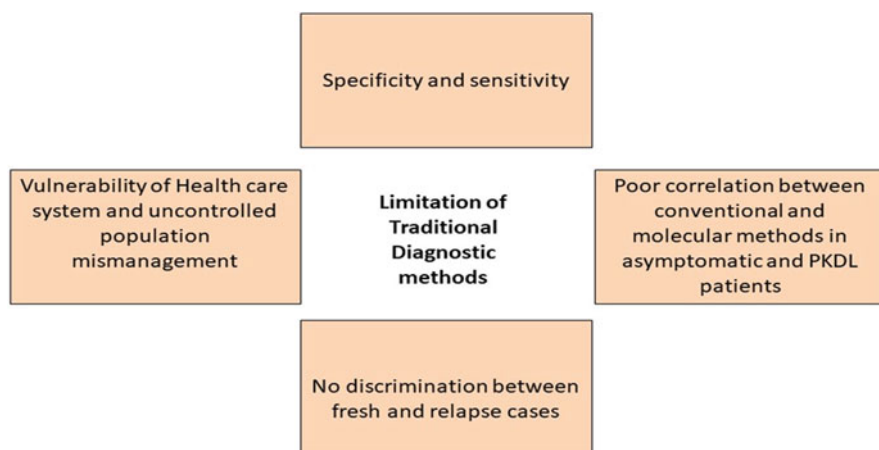 Specificity and sensitivity
Vulnerability of Health care
system and uncontrolled
population
mismanagement
Limitation of
Traditional
Diagnostic
methods
Poor correlation between
conventional and
molecular methods in
asymptomatic and PKDL
patients
No discrimination between
fresh and relapse cases